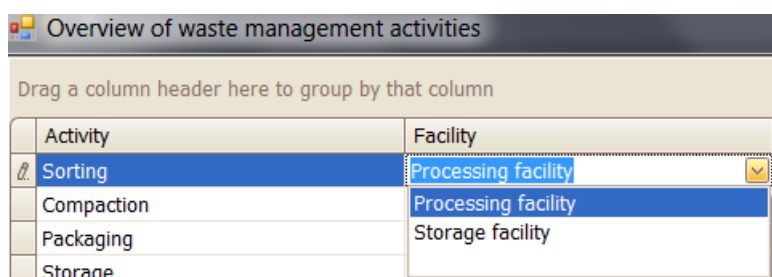 Overview of waste management activities
Drag a column header here to group by that column
Activity Facility
Sorting Processing facility
Compaction Processing facility
Packaging Storage facility
Storage